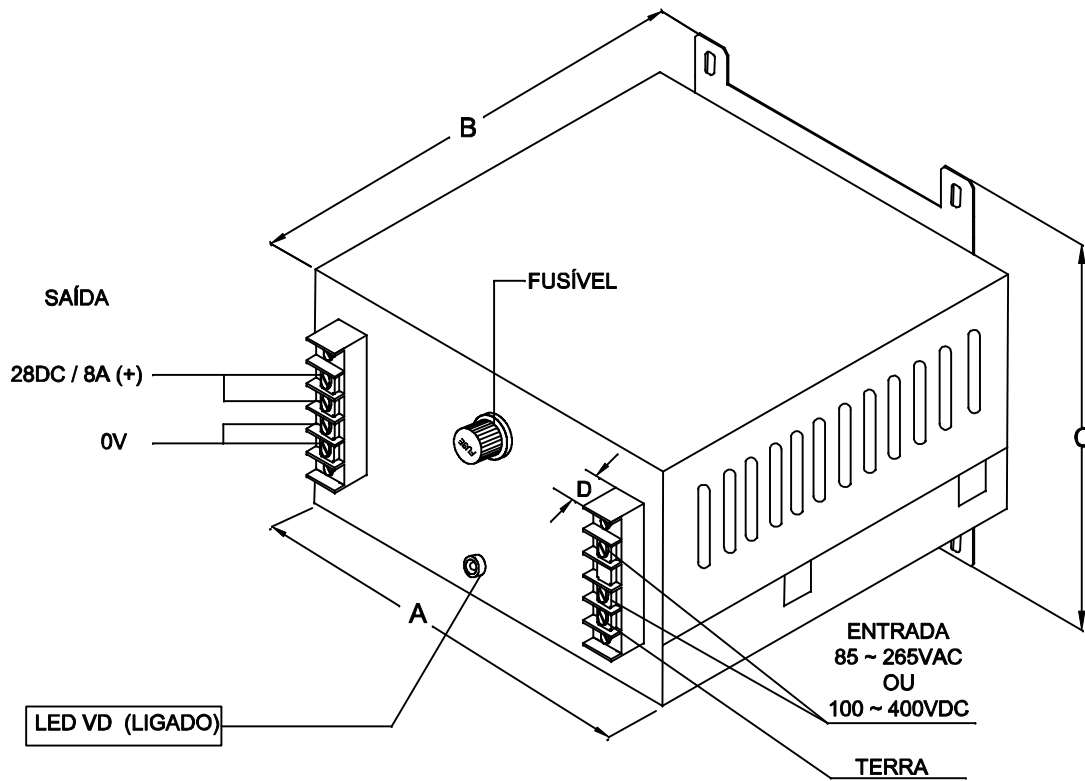 B
SAÍDA
FUSÍVEL
28DC / 8A (+)
0V
FUSE
C
D
A
ENTRADA
85 ~ 265VAC
OU
100 ~ 400VDC
LED VD (LIGADO)
TERRA